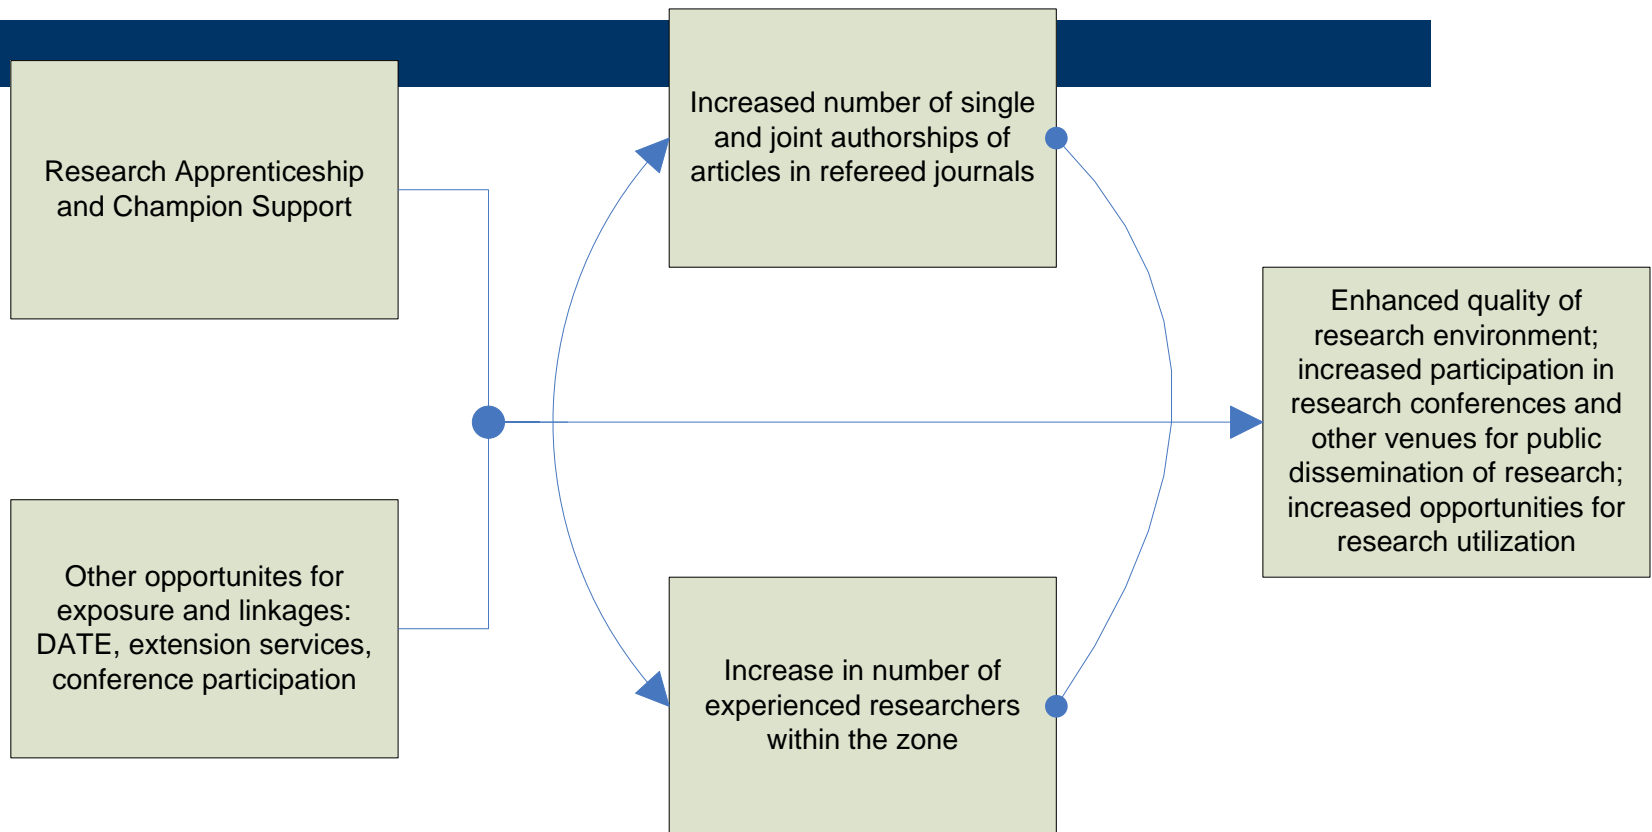 Research Apprenticeship
and Champion Support
Other opportunites for
exposure and linkages:
DATE, extension services,
conference participation
Increased number of single
and joint authorships of
articles in refereed journals
Increase in number of
experienced researchers
within the zone
Enhanced quality of
research environment;
increased participation in
research conferences and
other venues for public
dissemination of research;
increased opportunities for
research utilization